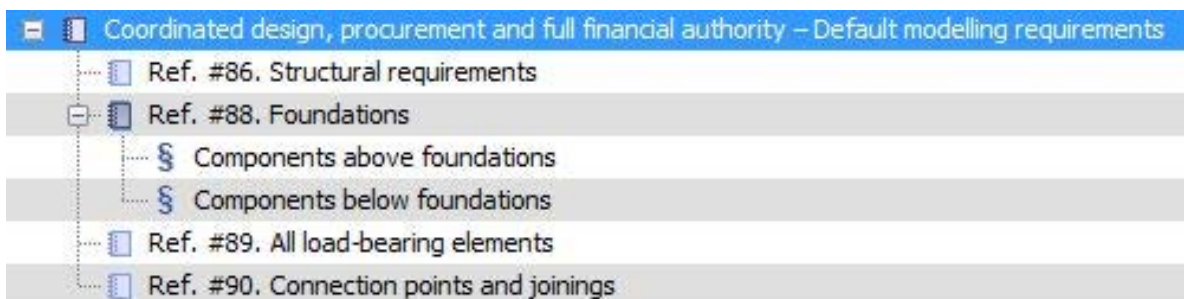 Coordinated design, procurement and full financial authority – Default modelling requirements
Ref. #86. Structural requirements
Ref. #88. Foundations
§ Components above foundations
§ Components below foundations
Ref. #89. All load-bearing elements
Ref. #90. Connection points and joinings